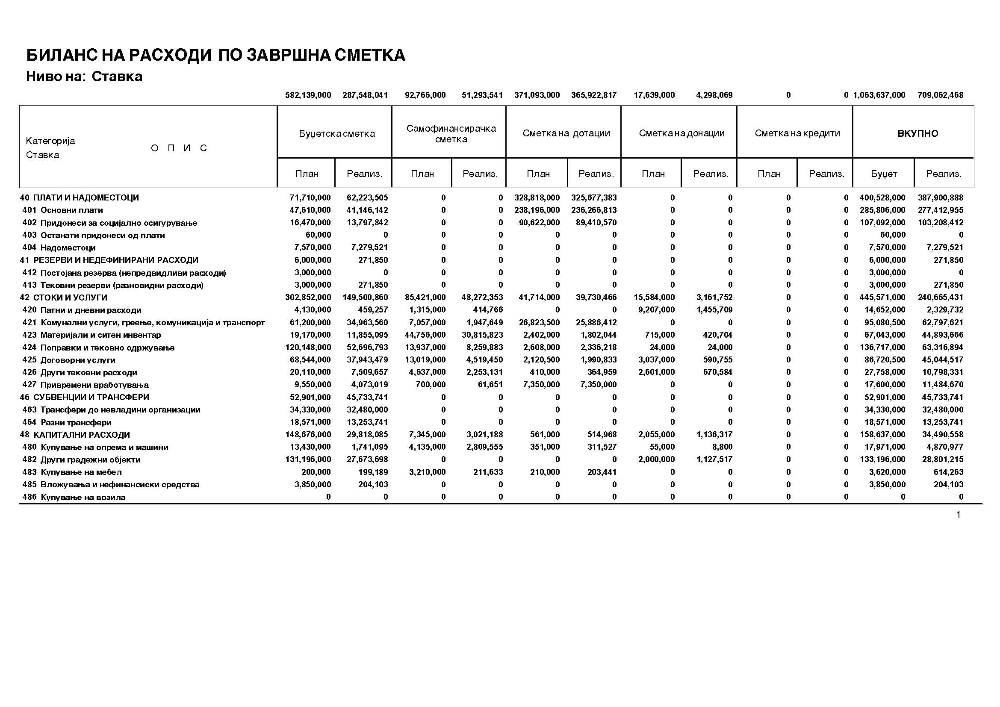 БИЛАНС НА РАСХОДИ ПО ЗАВРШНА СМЕТКА
Ниво на: Ставка
582,139,000 287,548,041 92,766,000 51,293,541 371,093,000 365,922,817 17,639,000 4,298,069 0 0 1,063,637,000 709,062,468
Категорија
Ставка
О П И С
Буџетска сметка
Самофинансирачка
сметка
Сметка на дотации
Сметка на донации
Сметка на кредити
ВКУПНО
План Реализ. План Реализ. План Реализ. План Реализ. План Реализ. Буџет Реализ.
40 ПЛАТИ И НАДОМЕСТОЦИ 71,710,000 62,223,505 0 0 328,818,000 325,677,383 0 0 0 0 400,528,000 387,900,888
401 Основни плати 47,610,000 41,146,142 0 0 238,196,000 236,266,813 0 0 0 0 285,806,000 277,412,955
402 Придонеси за социјално осигурување 16,470,000 13,797,842 0 0 90,622,000 89,410,570 0 0 0 0 107,092,000 103,208,412
403 Останати придонеси од плати 60,000 0 0 0 0 0 0 0 0 0 60,000 0
404 Надоместоци 7,570,000 7,279,521 0 0 0 0 0 0 0 0 7,570,000 7,279,521
41 РЕЗЕРВИ И НЕДЕФИНИРАНИ РАСХОДИ 6,000,000 271,850 0 0 0 0 0 0 0 0 6,000,000 271,850
412 Постојана резерва (непредвидливи расходи) 3,000,000 0 0 0 0 0 0 0 0 0 3,000,000 0
413 Тековни резерви (разновидни расходи) 3,000,000 271,850 0 0 0 0 0 0 0 0 3,000,000 271,850
42 СТОКИ И УСЛУГИ 302,852,000 149,500,860 85,421,000 48,272,353 41,714,000 39,730,466 15,584,000 3,161,752 0 0 445,571,000 240,665,431
420 Патни и дневни расходи 4,130,000 459,257 1,315,000 414,766 0 0 9,207,000 1,455,709 0 0 14,652,000 2,329,732
421 Комунални услуги, греење, комуникација и транспорт 61,200,000 34,963,560 7,057,000 1,947,649 26,823,500 25,886,412 0 0 0 0 95,080,500 62,797,621
423 Материјали и ситен инвентар 19,170,000 11,855,095 44,756,000 30,815,823 2,402,000 1,802,044 715,000 420,704 0 0 67,043,000 44,893,666
424 Поправки и тековно одржување 120,148,000 52,696,793 13,937,000 8,259,883 2,608,000 2,336,218 24,000 24,000 0 0 136,717,000 63,316,894
425 Договорни услуги 68,544,000 37,943,479 13,019,000 4,519,450 2,120,500 1,990,833 3,037,000 590,755 0 0 86,720,500 45,044,517
426 Други тековни расходи 20,110,000 7,509,657 4,637,000 2,253,131 410,000 364,959 2,601,000 670,584 0 0 27,758,000 10,798,331
427 Привремени вработувања 9,550,000 4,073,019 700,000 61,651 7,350,000 7,350,000 0 0 0 0 17,600,000 11,484,670
46 СУБВЕНЦИИ И ТРАНСФЕРИ 52,901,000 45,733,741 0 0 0 0 0 0 0 0 52,901,000 45,733,741
463 Трансфери до невладини организации 34,330,000 32,480,000 0 0 0 0 0 0 0 0 34,330,000 32,480,000
464 Разни трансфери 18,571,000 13,253,741 0 0 0 0 0 0 0 0 18,571,000 13,253,741
48 КАПИТАЛНИ РАСХОДИ 148,676,000 29,818,085 7,345,000 3,021,188 561,000 514,968 2,055,000 1,136,317 0 0 158,637,000 34,490,558
480 Купување на опрема и машини 13,430,000 1,741,095 4,135,000 2,809,555 351,000 311,527 55,000 8,800 0 0 17,971,000 4,870,977
482 Други градежни објекти 131,196,000 27,673,698 0 0 0 0 2,000,000 1,127,517 0 0 133,196,000 28,801,215
483 Купување на мебел 200,000 199,189 3,210,000 211,633 210,000 203,441 0 0 0 0 3,620,000 614,263
485 Вложувања и нефинансиски средства 3,850,000 204,103 0 0 0 0 0 0 0 0 3,850,000 204,103
486 Купување на возила 0 0 0 0 0 0 0 0 0 0 0 0
1